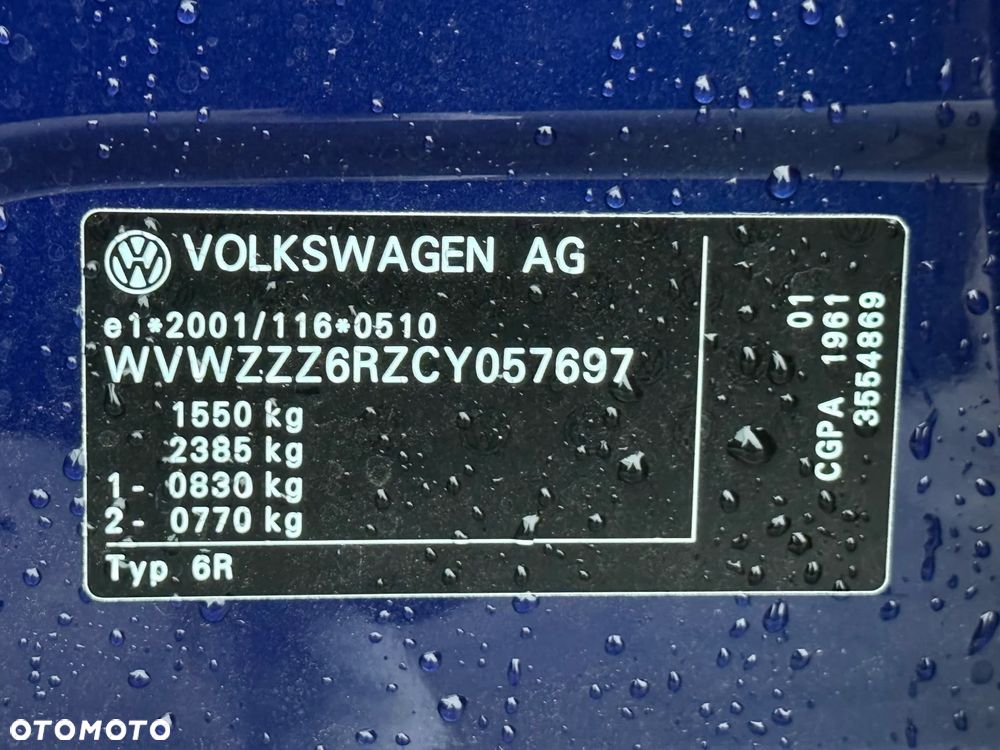 VOLKSWAGEN AG
e1*2001/116*0510
WVWZZZ6RZCY057697
1550 kg
2385 kg
1- 0830 kg
2- 0770 kg
Typ 6R
01
CGPA 1961
3554869
OTOMOTO